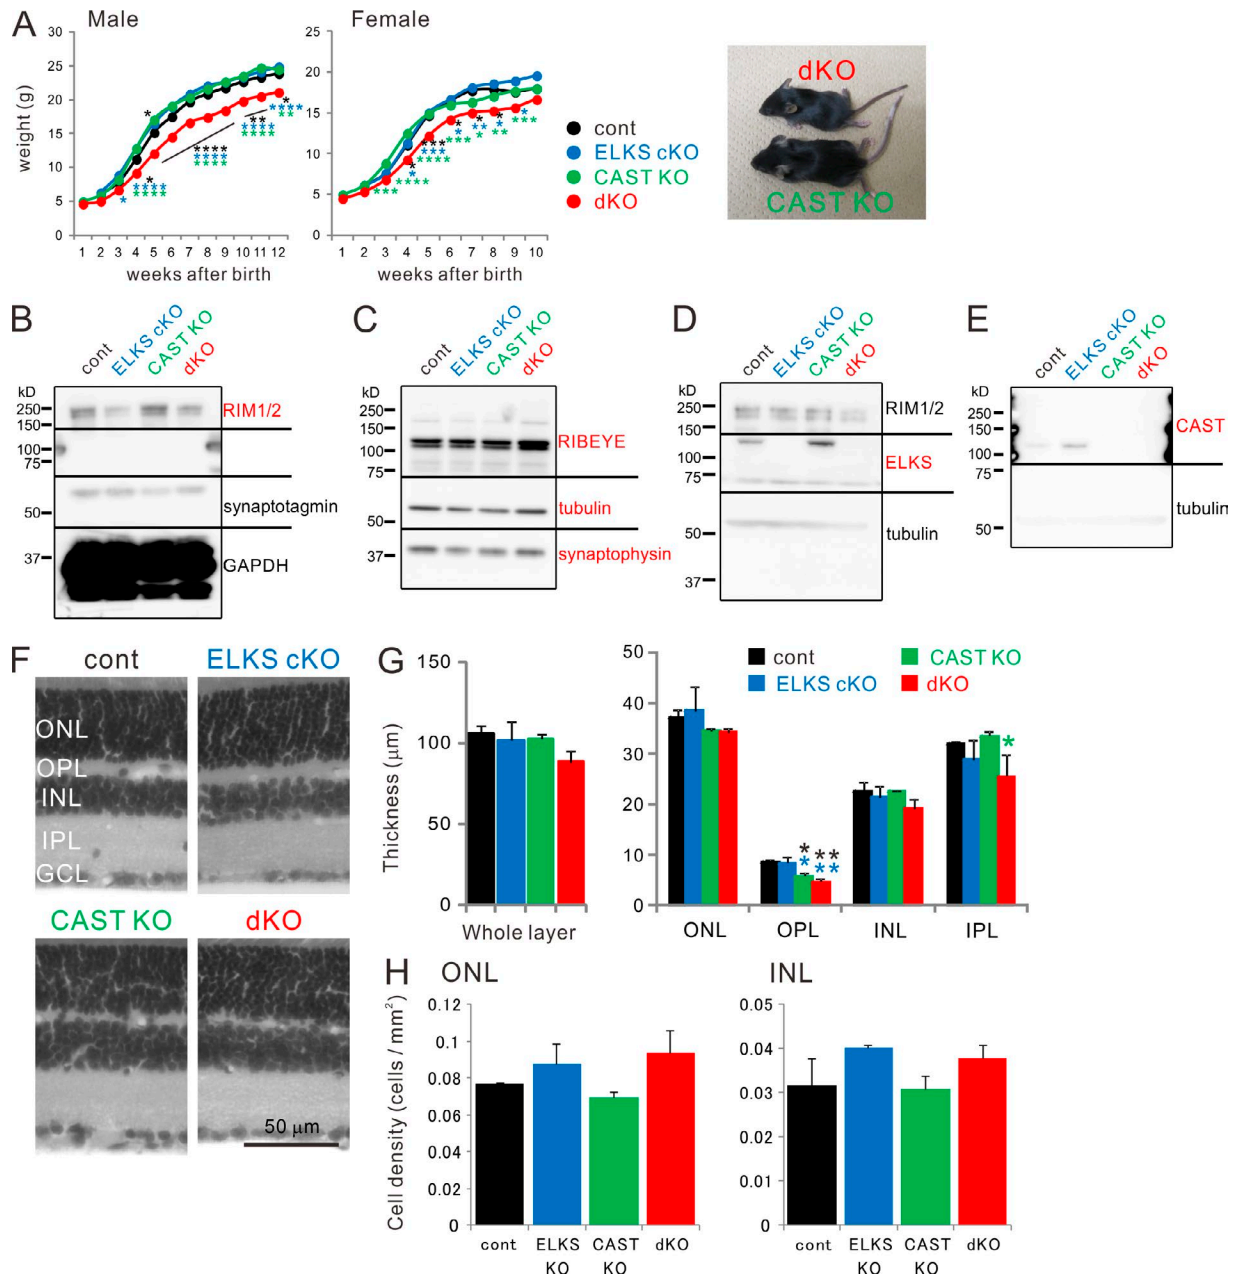 A
Male
Female
weight (g)
30
25
20
15
10
5
0
1 2 3 4 5 6 7 8 9 10 11 12
weeks after birth
25
20
15
10
5
0
1 2 3 4 5 6 7 8 9 10
weeks after birth
cont
ELKS cKO
CAST KO
dKO
dKO
CAST KO
B
cont
ELKS cKO
CAST KO
dKO
kD
250
150
100
75
50
37
RIM1/2
synaptotagmin
GAPDH
C
cont
ELKS cKO
CAST KO
dKO
kD
250
150
100
75
50
37
RIBEYE
tubulin
synaptophysin
D
cont
ELKS cKO
CAST KO
dKO
kD
250
150
100
75
50
37
RIM1/2
ELKS
tubulin
E
cont
ELKS cKO
CAST KO
dKO
kD
250
150
100
75
50
CAST
tubulin
F
cont
ELKS cKO
ONL
OPL
INL
IPL
GCL
CAST KO
dKO
50 μm
G
Thickness (μm)
150
100
50
0
Whole layer
50
40
30
20
10
0
cont
ELKS cKO
CAST KO
dKO
ONL OPL INL IPL
H
ONL
Cell density (cells / mm²)
0.12
0.1
0.08
0.06
0.04
0.02
0
cont ELKS KO CAST KO dKO
INL
0.05
0.04
0.03
0.02
0.01
0
cont ELKS KO CAST KO dKO